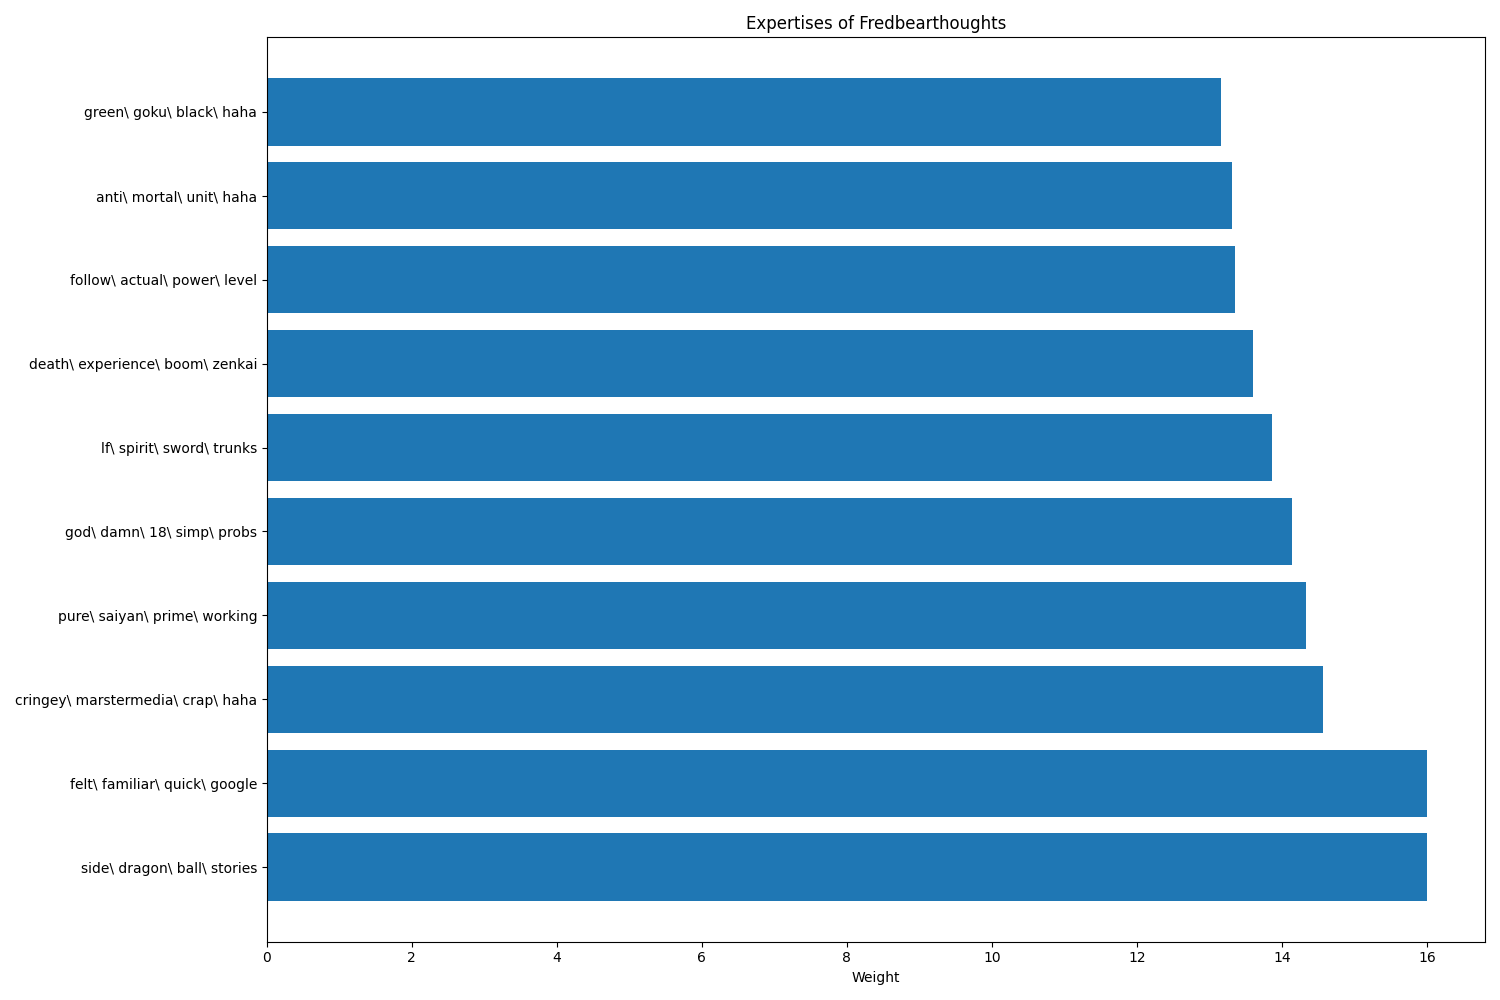 Expertises of Fredbearthoughts
green\ goku\ black\ haha
anti\ mortal\ unit\ haha
follow\ actual\ power\ level
death\ experience\ boom\ zenkai
lf\ spirit\ sword\ trunks
god\ damn\ 18\ simp\ probs
pure\ saiyan\ prime\ working
cringey\ marstermedia\ crap\ haha
felt\ familiar\ quick\ google
side\ dragon\ ball\ stories
0 2 4 6 8 10 12 14 16
Weight